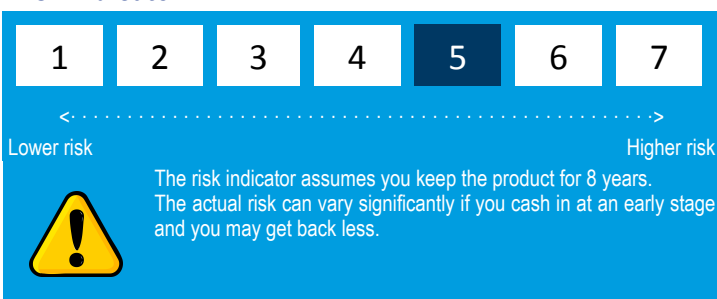 1 2 3 4 5 6 7
Lower risk Higher risk
The risk indicator assumes you keep the product for 8 years.
The actual risk can vary significantly if you cash in at an early stage
and you may get back less.